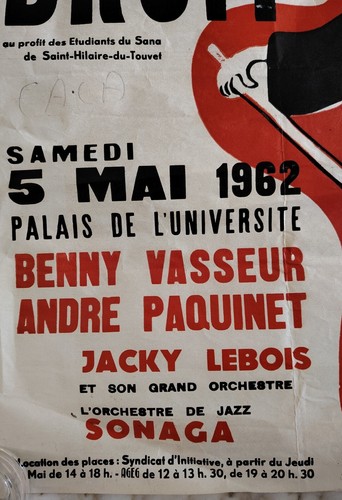 DROIT
au profit des Etudiants du Sana
de Saint-Hilaire-du-Touvet
CACA
SAMEDI
5 MAI 1962
PALAIS DE L'UNIVERSITE
BENNY VASSEUR
ANDRE PAQUINET
JACKY LEBOIS
ET SON GRAND ORCHESTRE
L'ORCHESTRE DE JAZZ
SONAGA
Location des places : Syndicat d'Initiative, à partir du Jeudi
Mai de 14 à 18 h. - AGEG de 12 à 13 h. 30, de 19 à 20 h. 30